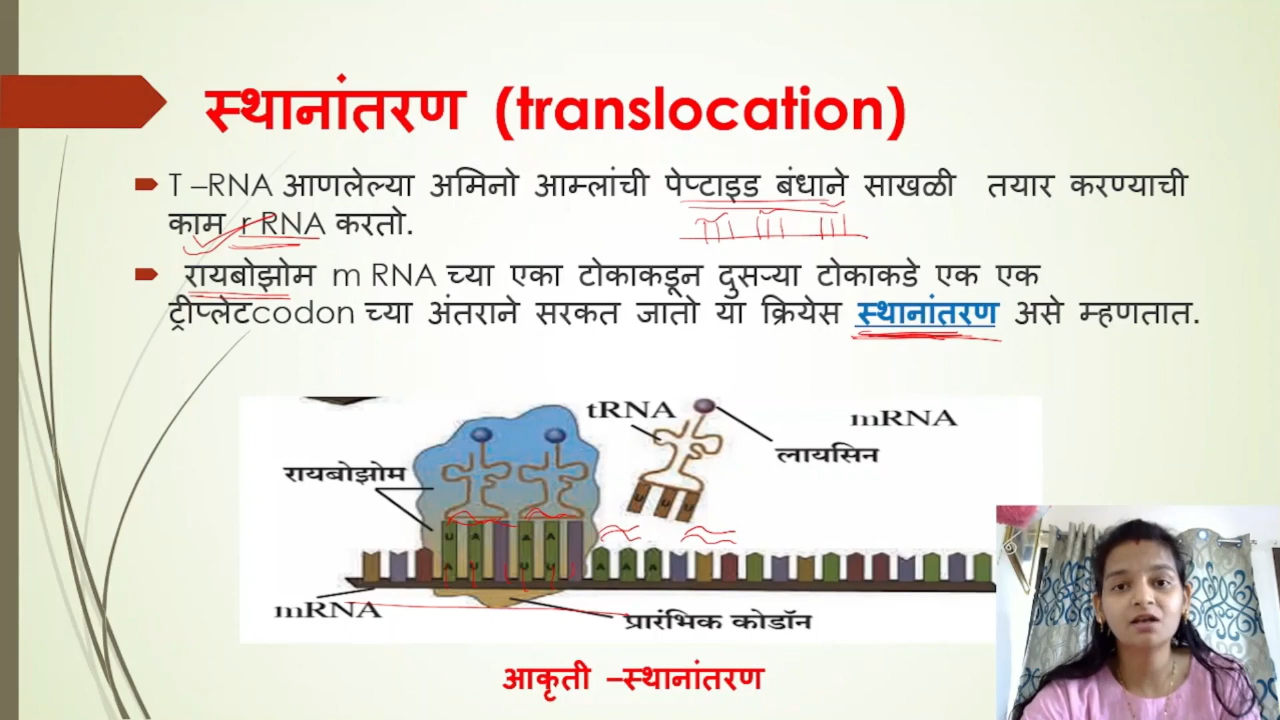 स्थानांतरण (translocation)
T –RNA आणलेल्या अमिनो आम्लांची पेप्टाइड बंधाने साखळी तयार करण्याची
काम r RNA करतो.
रायबोझोम m RNA च्या एका टोकाकडून दुसऱ्या टोकाकडे एक एक
ट्रीप्लेटcodon च्या अंतराने सरकत जातो या क्रियेस स्थानांतरण असे म्हणतात.
tRNA
mRNA
लायसिन
रायबोझोम
U U U
U A A A
A U U U
A A A
mRNA
प्रारंभिक कोडॉन
आकृती –स्थानांतरण